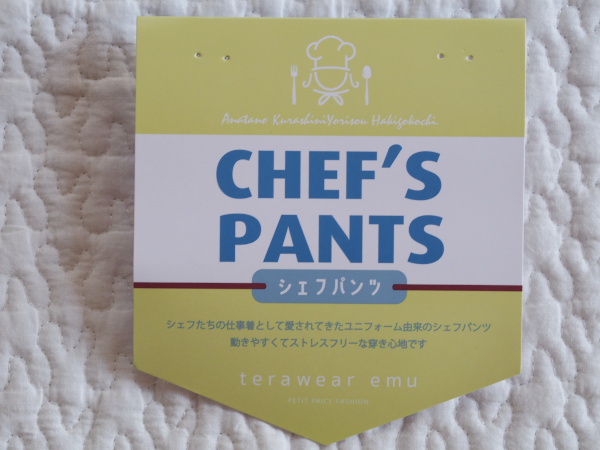 Anatano KurashiniYorisou Hakigokochi.
CHEF'S
PANTS
シェフパンツ
シェフたちの仕事着として愛されてきたユニフォーム由来のシェフパンツ
動きやすくてストレスフリーな穿き心地です
terawear emu
PETIT PRICE FASHION